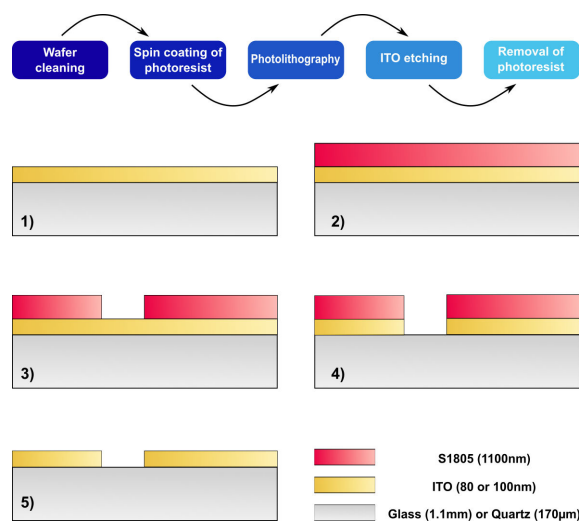 Wafer
cleaning
Spin coating of
photoresist
Photolithography
ITO etching
Removal of
photoresist
1)
2)
3)
4)
5)
S1805 (1100nm)
ITO (80 or 100nm)
Glass (1.1mm) or Quartz (170µm)